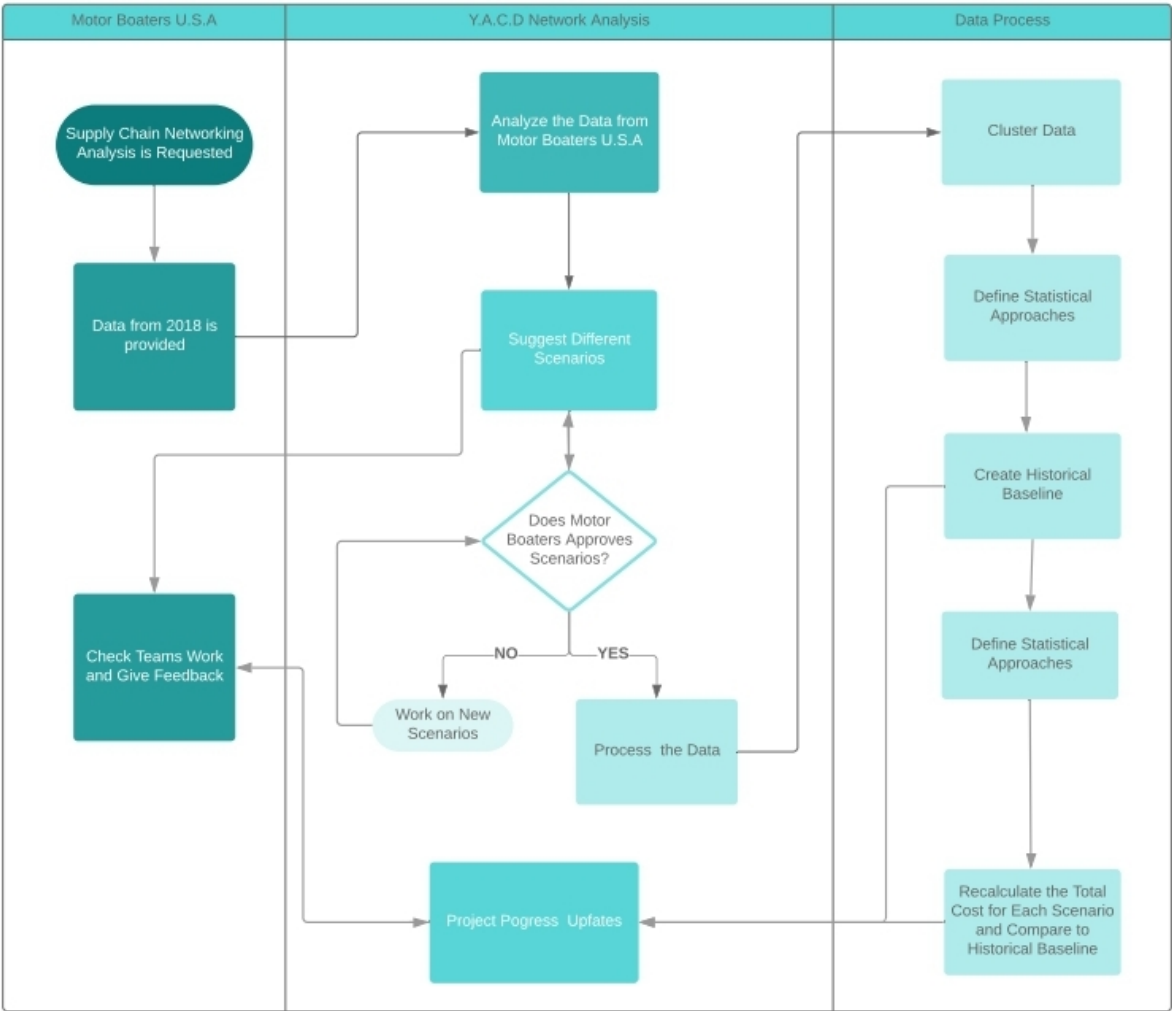 Motor Boaters U.S.A
Y.A.C.D Network Analysis
Data Process
Supply Chain Networking
Analysis is Requested
Data from 2018 is
provided
Check Teams Work
and Give Feedback
Analyze the Data from
Motor Boaters U.S.A
Suggest Different
Scenarios
Does Motor
Boaters Approves
Scenarios?
NO
YES
Work on New
Scenarios
Process the Data
Project Pogress Upfates
Cluster Data
Define Statistical
Approaches
Create Historical
Baseline
Define Statistical
Approaches
Recalculate the Total
Cost for Each Scenario
and Compare to
Historical Baseline